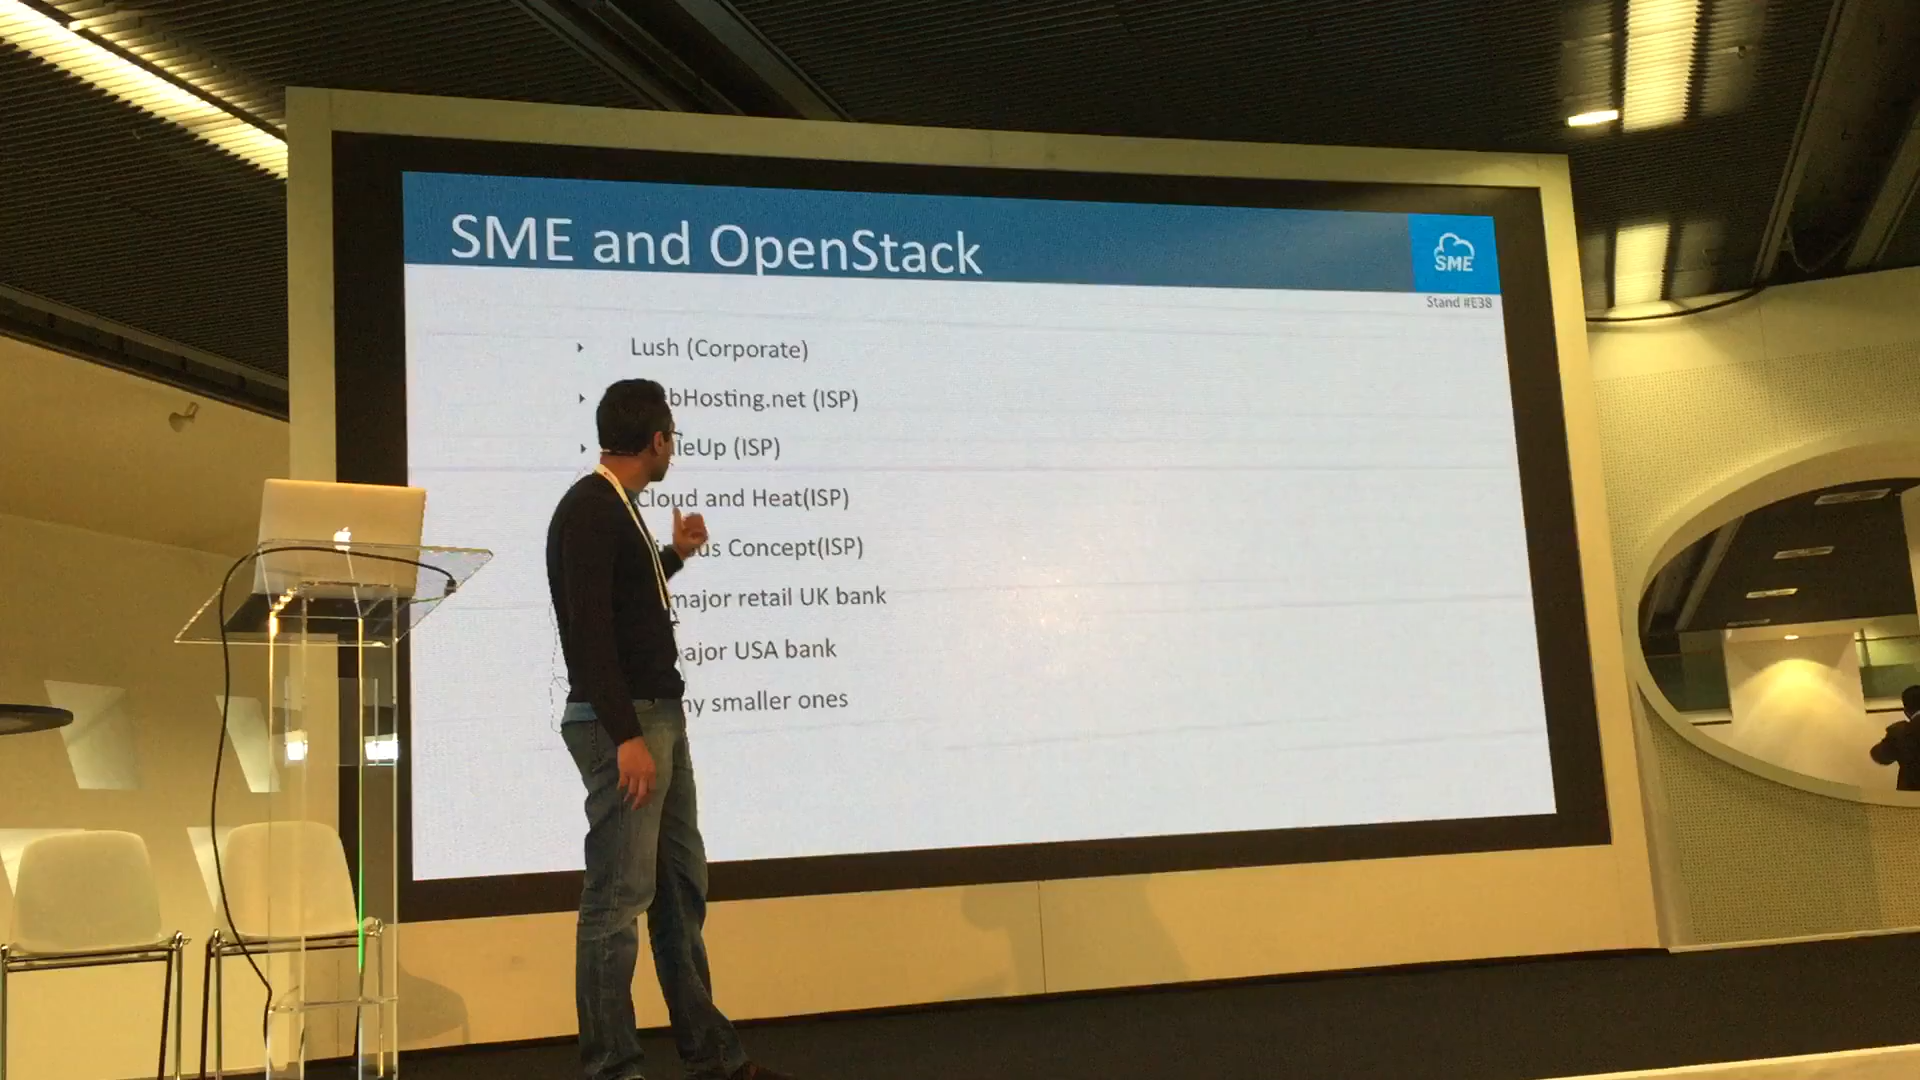 SME and OpenStack
SME
Stand #E38
Lush (Corporate)
bHosting.net (ISP)
leUp (ISP)
Cloud and Heat(ISP)
us Concept(ISP)
major retail UK bank
ajor USA bank
ny smaller ones